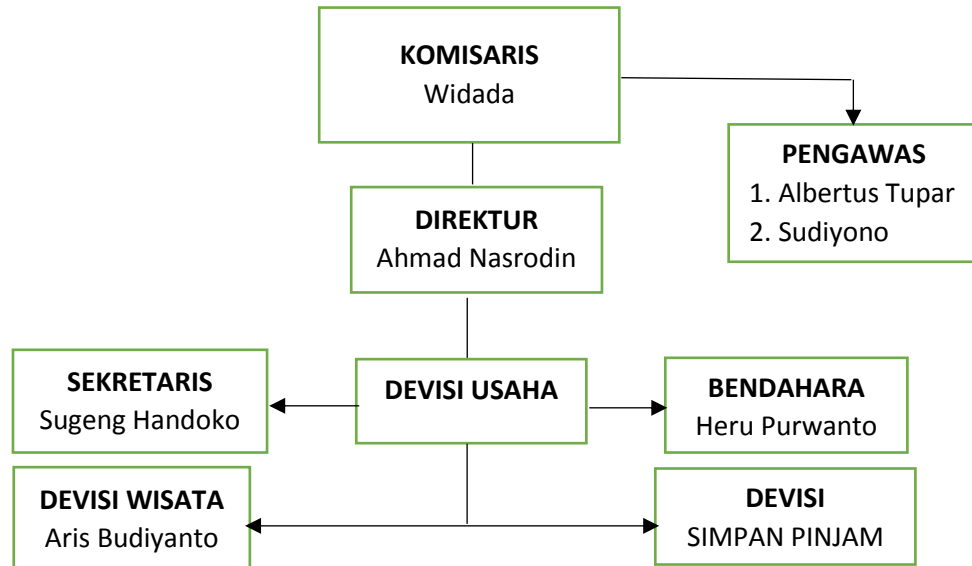 KOMISARIS
Widada
PENGAWAS
1. Albertus Tupar
2. Sudiyono
DIREKTUR
Ahmad Nasrodin
SEKRETARIS
Sugeng Handoko
DEVISI USAHA
BENDAHARA
Heru Purwanto
DEVISI WISATA
Aris Budiyanto
DEVISI
SIMPAN PINJAM